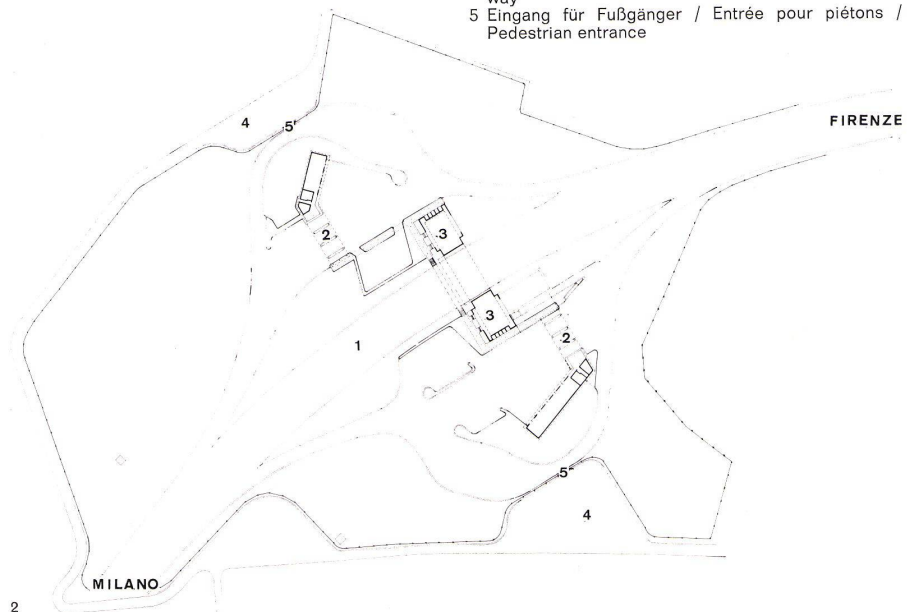 way
5 Eingang für Fußgänger / Entrée pour piétons /
Pedestrian entrance
FIRENZE
4
5
2
3
3
1
2
5
4
MILANO
2